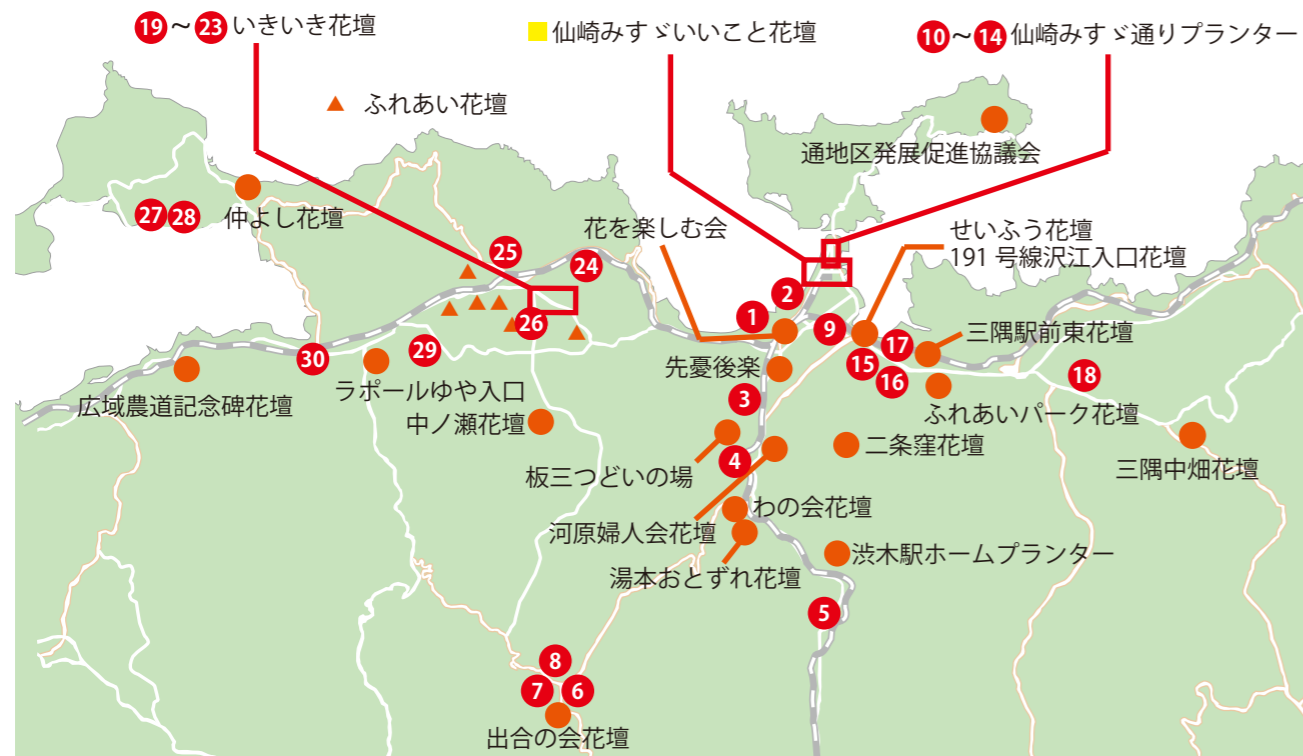 19～23 いきいき花壇
仙崎みすゞいいこと花壇
10～14 仙崎みすゞ通りプランター
ふれあい花壇
通地区発展促進協議会
27
28
仲よし花壇
花を楽しむ会
せいふう花壇
191号線沢江入口花壇
25
24
2
1
9
26
30
29
17
三隅駅前東花壇
15
16
18
先憂後楽
広域農道記念碑花壇
ラポールゆや入口
中ノ瀬花壇
3
ふれあいパーク花壇
二条窪花壇
三隅中畑花壇
4
板三つどいの場
わの会花壇
河原婦人会花壇
渋木駅ホームプランター
湯本おとずれ花壇
5
8
7
6
出合の会花壇